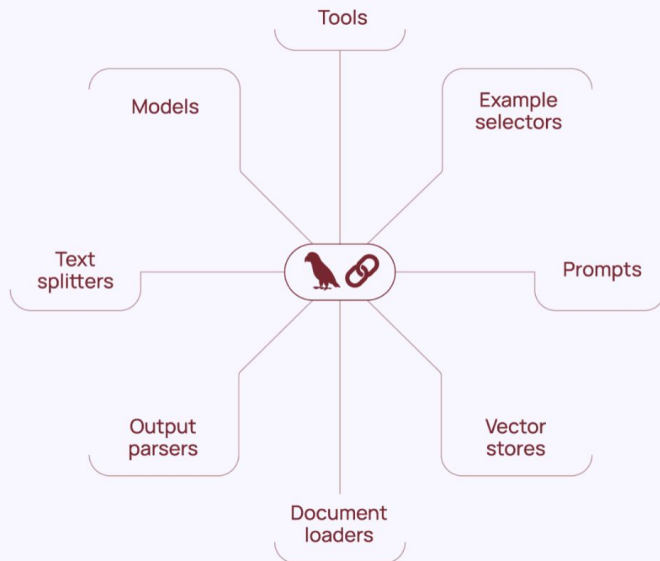 Tools
Models
Example
selectors
Text
splitters
Prompts
Output
parsers
Vector
stores
Document
loaders